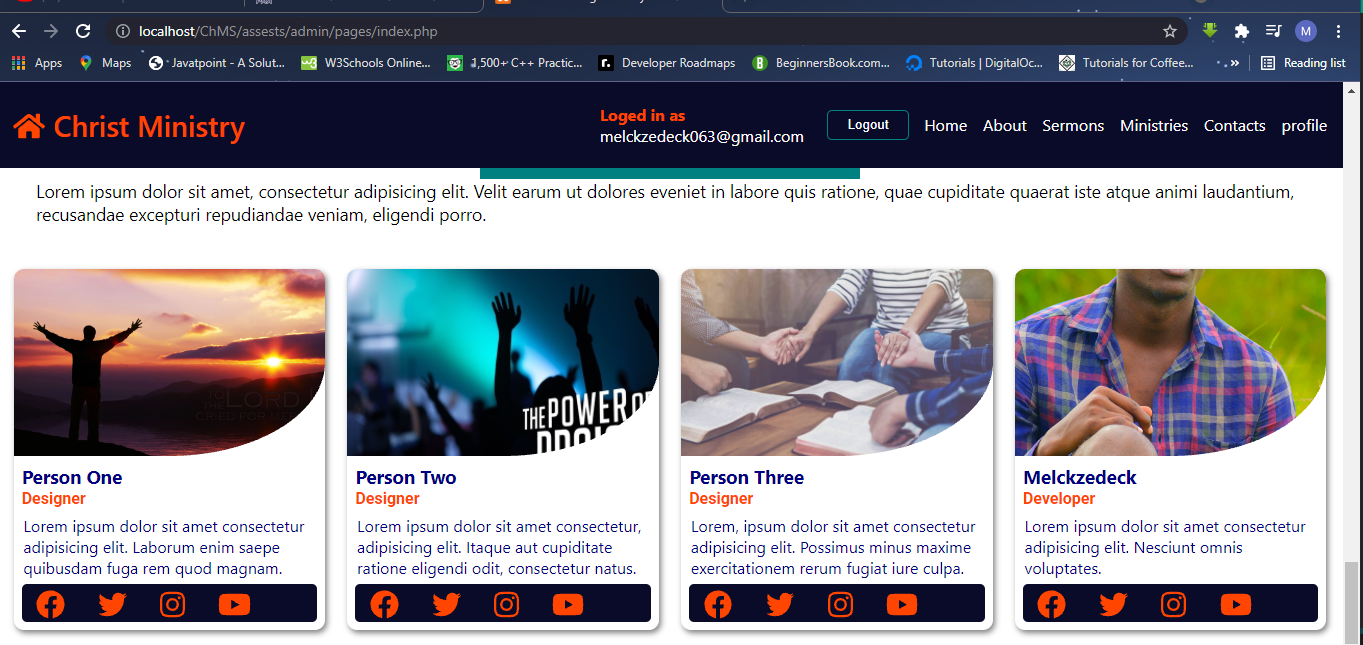 localhost/ChMS/assests/admin/pages/index.php
M
Apps
Maps
Javatpoint - A Solut...
W3Schools Online...
1,500+ C++ Practic...
Developer Roadmaps
BeginnersBook.com...
Tutorials | DigitalOc...
Tutorials for Coffee...
»
Reading list
Christ Ministry
Loged in as
melckzedeck063@gmail.com
Logout
Home
About
Sermons
Ministries
Contacts
profile
Lorem ipsum dolor sit amet, consectetur adipisicing elit. Velit earum ut dolores eveniet in labore quis ratione, quae cupiditate quaerat iste atque animi laudantium,
recusandae excepturi repudiandae veniam, eligendi porro.
THE LORD
CRIED FOR ME
Person One
Designer
Lorem ipsum dolor sit amet consectetur
adipisicing elit. Laborum enim saepe
quibusdam fuga rem quod magnam.
THE POWER OF
Person Two
Designer
Lorem ipsum dolor sit amet consectetur,
adipisicing elit. Itaque aut cupiditate
ratione eligendi odit, consectetur natus.
Person Three
Designer
Lorem, ipsum dolor sit amet consectetur
adipisicing elit. Possimus minus maxime
exercitationem rerum fugiat iure culpa.
Melckzedeck
Developer
Lorem ipsum dolor sit amet consectetur
adipisicing elit. Nesciunt omnis
voluptates.